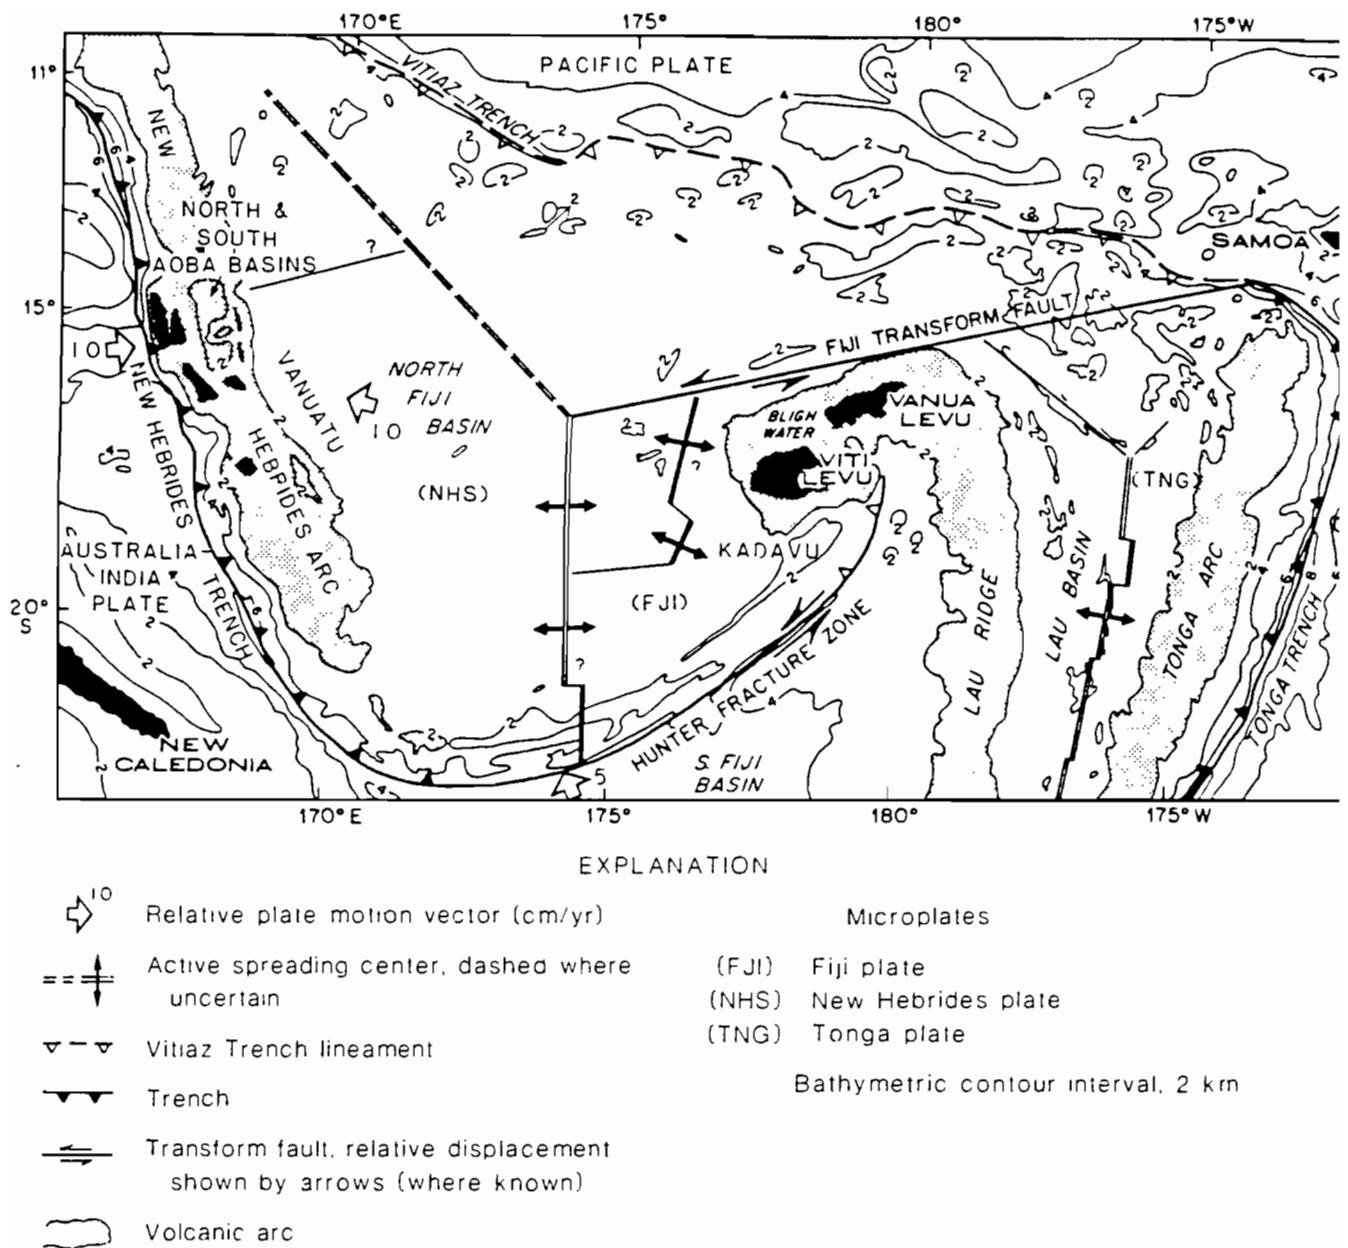 170°E 175° 180° 175°W
11°
PACIFIC PLATE
VITIAZ TRENCH
NEW
NORTH &
SOUTH
AOBA BASINS
?
SAMOA
15°
FIJI TRANSFORM FAULT
10
NEW HEBRIDES TRENCH
VANUATU
NORTH
FIJI
BASIN
10
BLIGH
WATER
VANUA
LEVU
HEBRIDES ARC
(NHS)
?
VITI
LEVU
(TNG)
AUSTRALIA-
INDIA
PLATE
KADAVU
(FJI)
20°
S
LAU RIDGE
LAU BASIN
TONGA ARC
TONGA TRENCH
?
HUNTER FRACTURE ZONE
NEW
CALEDONIA
5
S. FIJI
BASIN
170°E 175° 180° 175°W
EXPLANATION
10
Relative plate motion vector (cm/yr)
Active spreading center, dashed where
uncertain
Vitiaz Trench lineament
Trench
Transform fault, relative displacement
shown by arrows (where known)
Volcanic arc
Microplates
(FJI) Fiji plate
(NHS) New Hebrides plate
(TNG) Tonga plate
Bathymetric contour interval, 2 km